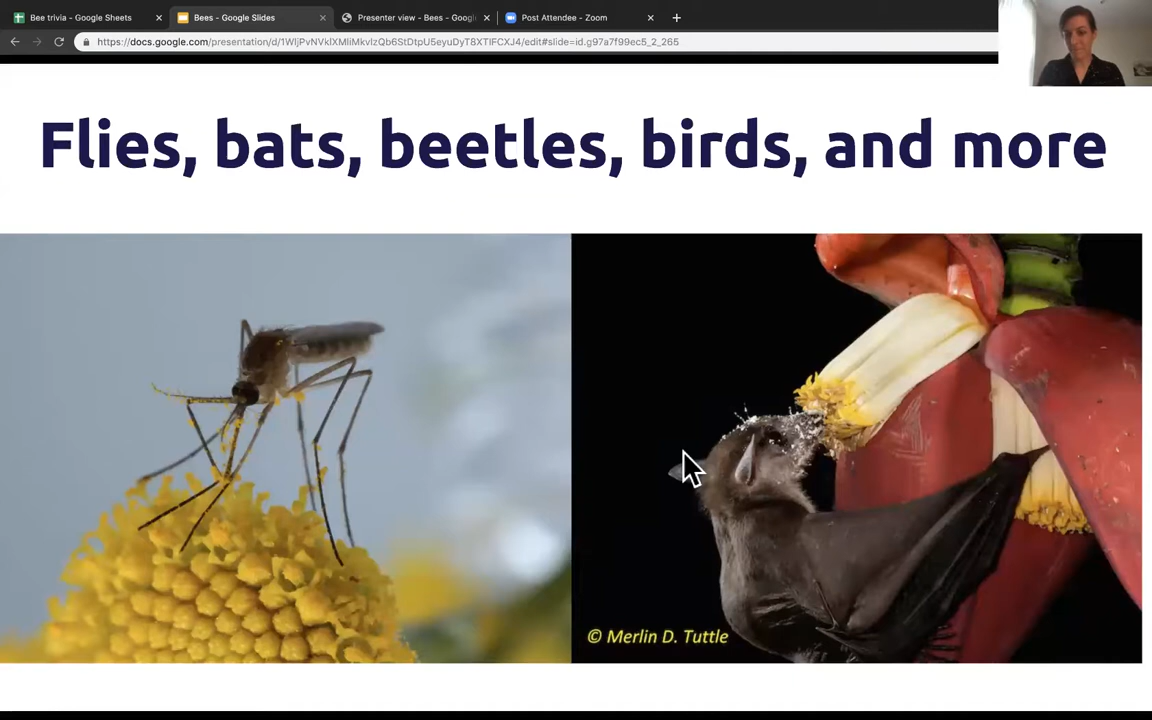 Bee trivia - Google Sheets
Bees - Google Slides
Presenter view - Bees - Goog
Post Attendee - Zoom
https://docs.google.com/presentation/d/1WljPvNVklXMliMkvlzQb6StDtpU5eyuDyT8XTIFCXJ4/edit#slide=id.g97a7f99ec5_2_265
Flies, bats, beetles, birds, and more
© Merlin D. Tuttle